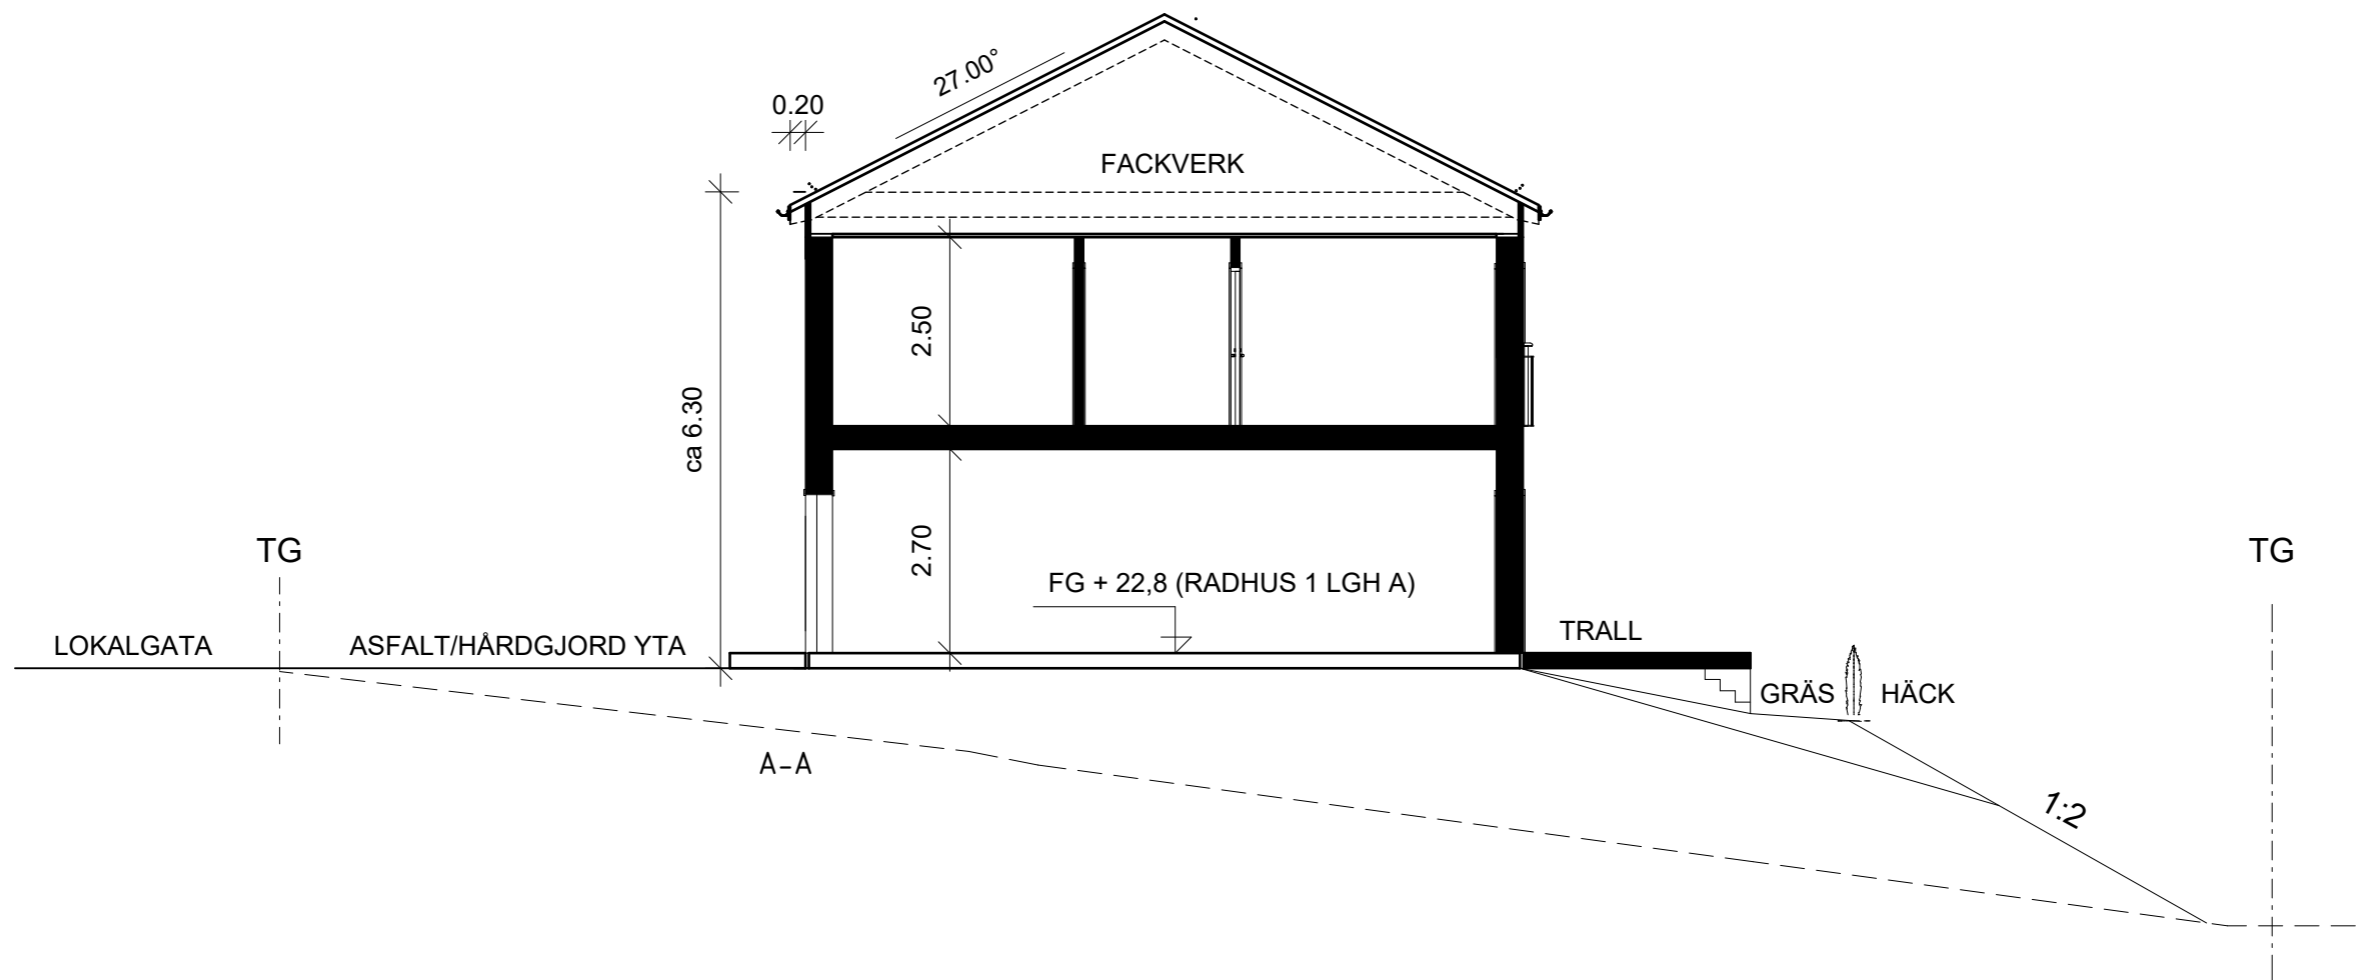 27.00°
0.20
FACKVERK
2.50
ca 6.30
2.70
TG
TG
FG + 22,8 (RADHUS 1 LGH A)
LOKALGATA
ASFALT/HÅRDGJORD YTA
TRALL
GRÄS
HÄCK
A-A
1:2